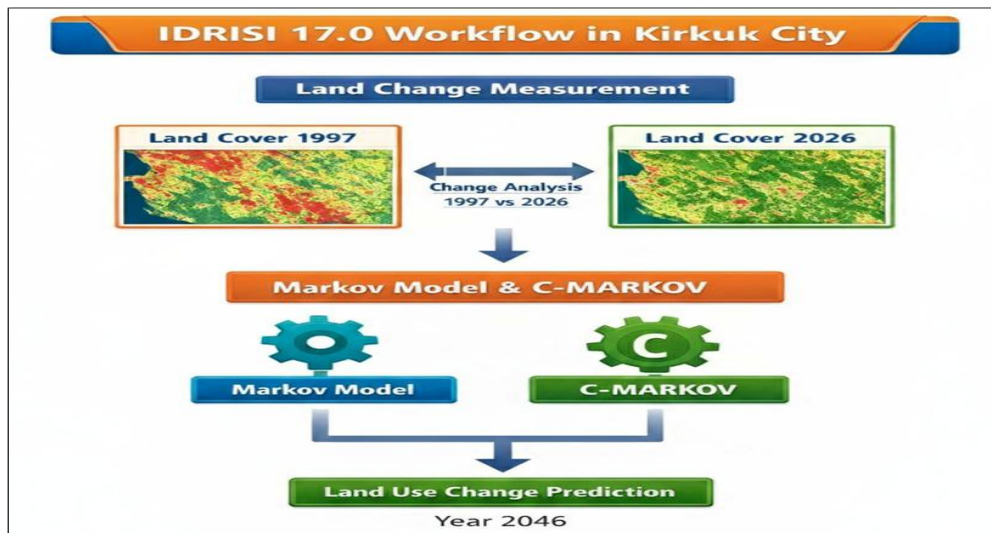 IDRISI 17.0 Workflow in Kirkuk City
Land Change Measurement
Land Cover 1997
Land Cover 2026
Change Analysis
1997 vs 2026
Markov Model & C-MARKOV
C
Markov Model
C-MARKOV
Land Use Change Prediction
Year 2046